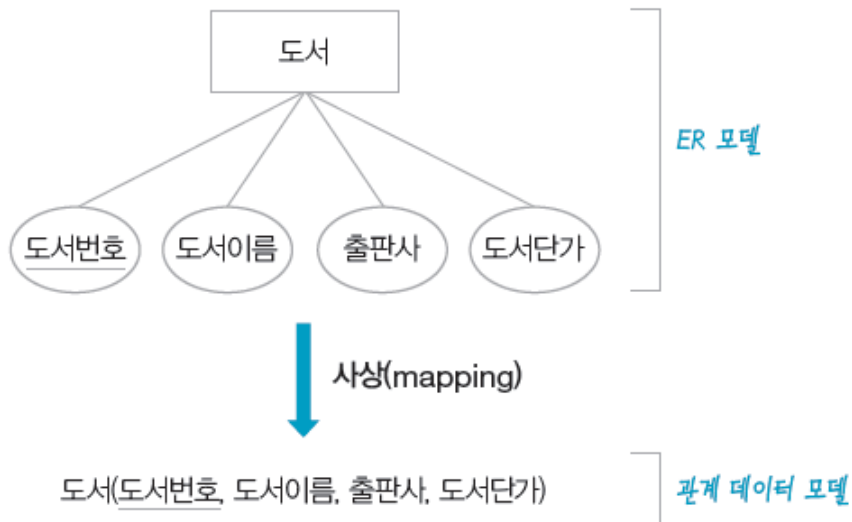 도서
ER 모델
도서번호 도서이름 출판사 도서단가
사상(mapping)
도서(도서번호, 도서이름, 출판사, 도서단가)
관계 데이터 모델